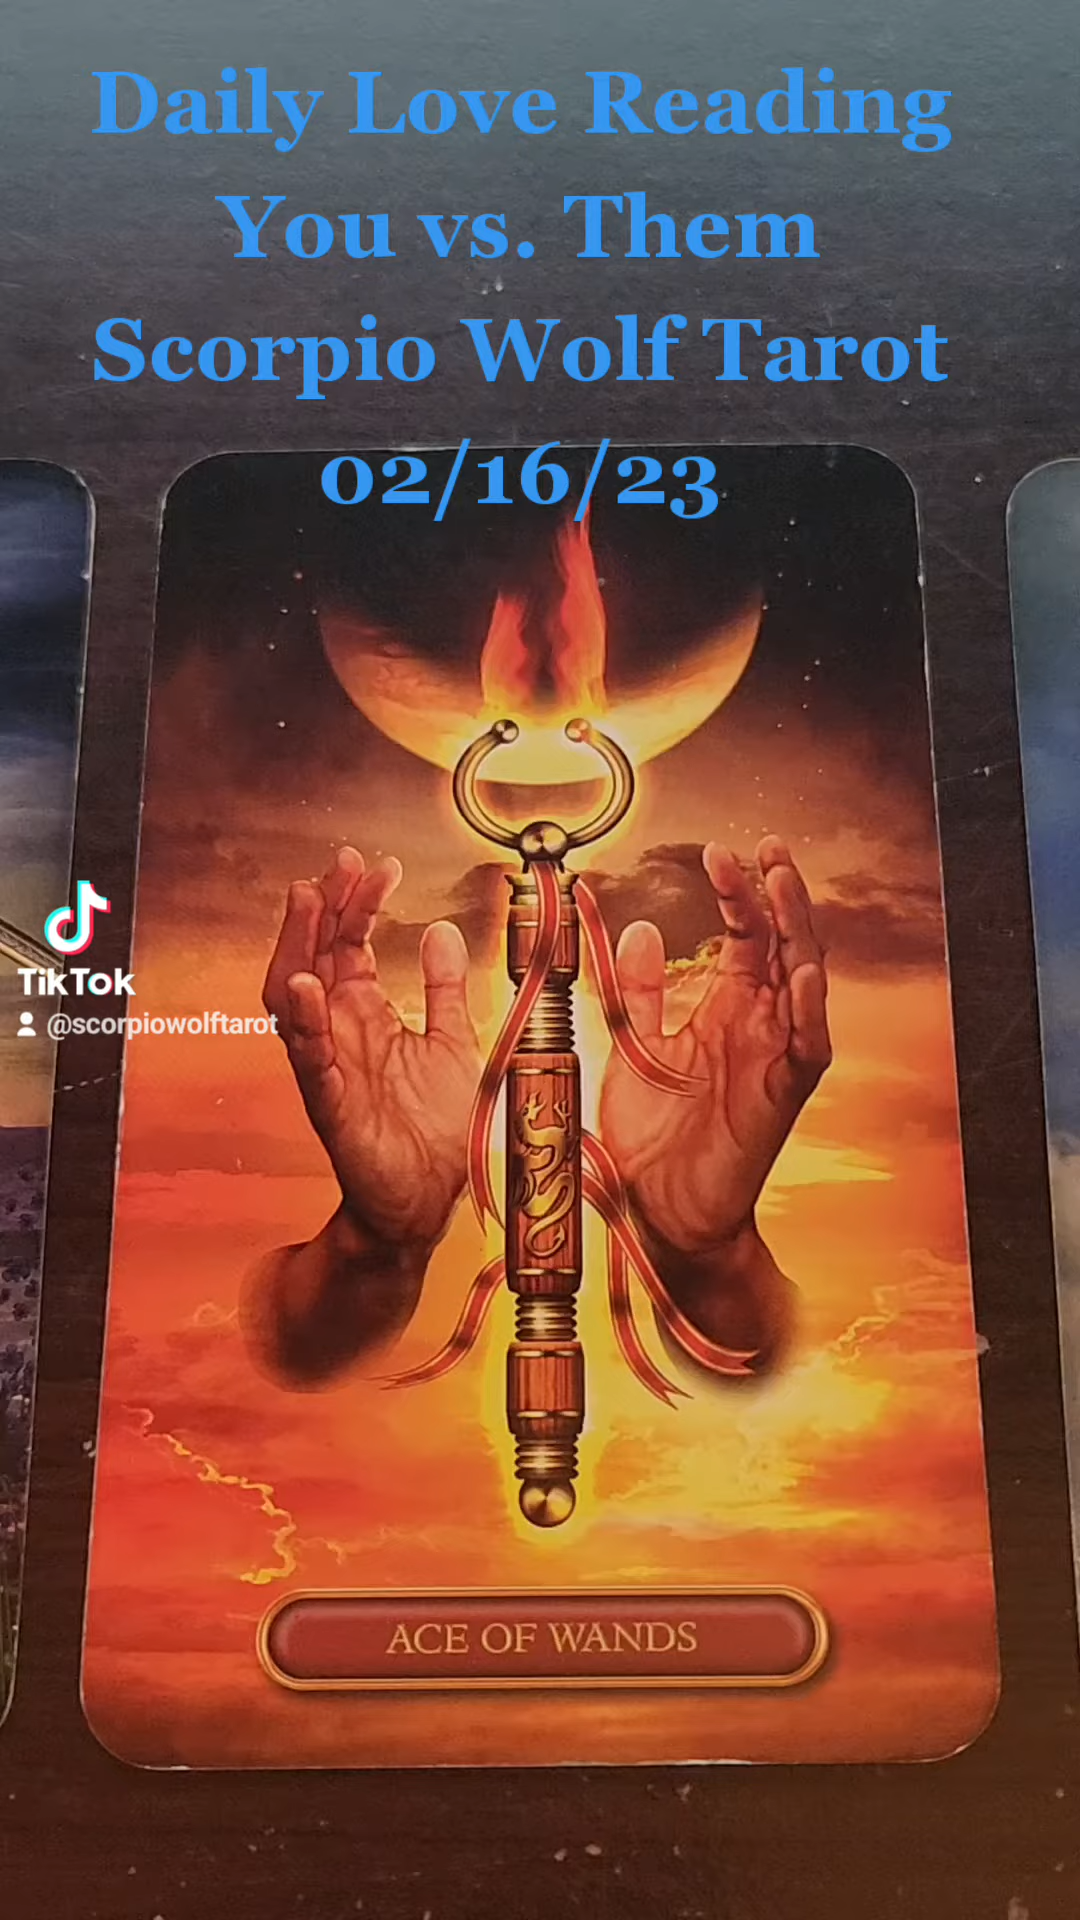 Daily Love Reading
You vs. Them
Scorpio Wolf Tarot
02/16/23
TikTok
@scorpiowolftarot
ACE OF WANDS